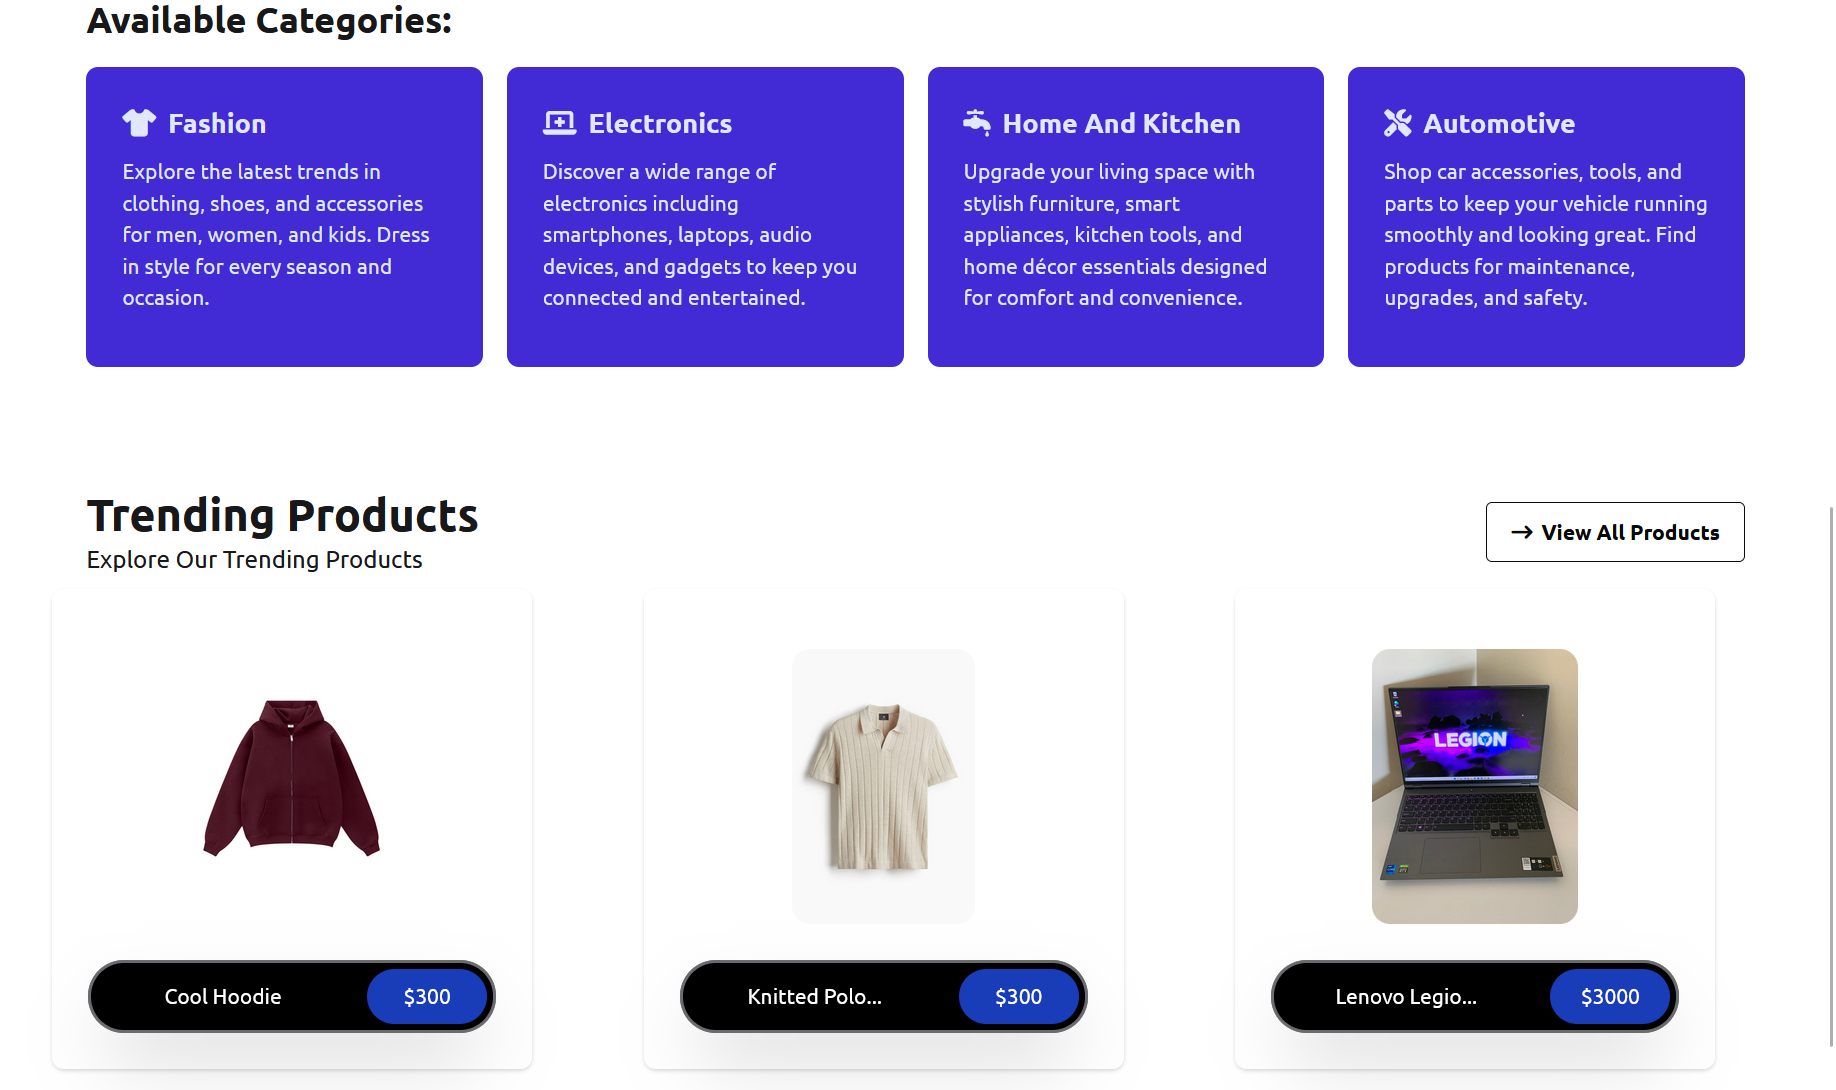 Available Categories:
Fashion
Explore the latest trends in
clothing, shoes, and accessories
for men, women, and kids. Dress
in style for every season and
occasion.
Electronics
Discover a wide range of
electronics including
smartphones, laptops, audio
devices, and gadgets to keep you
connected and entertained.
Home And Kitchen
Upgrade your living space with
stylish furniture, smart
appliances, kitchen tools, and
home décor essentials designed
for comfort and convenience.
Automotive
Shop car accessories, tools, and
parts to keep your vehicle running
smoothly and looking great. Find
products for maintenance,
upgrades, and safety.
Trending Products
Explore Our Trending Products
→ View All Products
LEGION
Cool Hoodie
$300
Knitted Polo...
$300
Lenovo Legio...
$3000